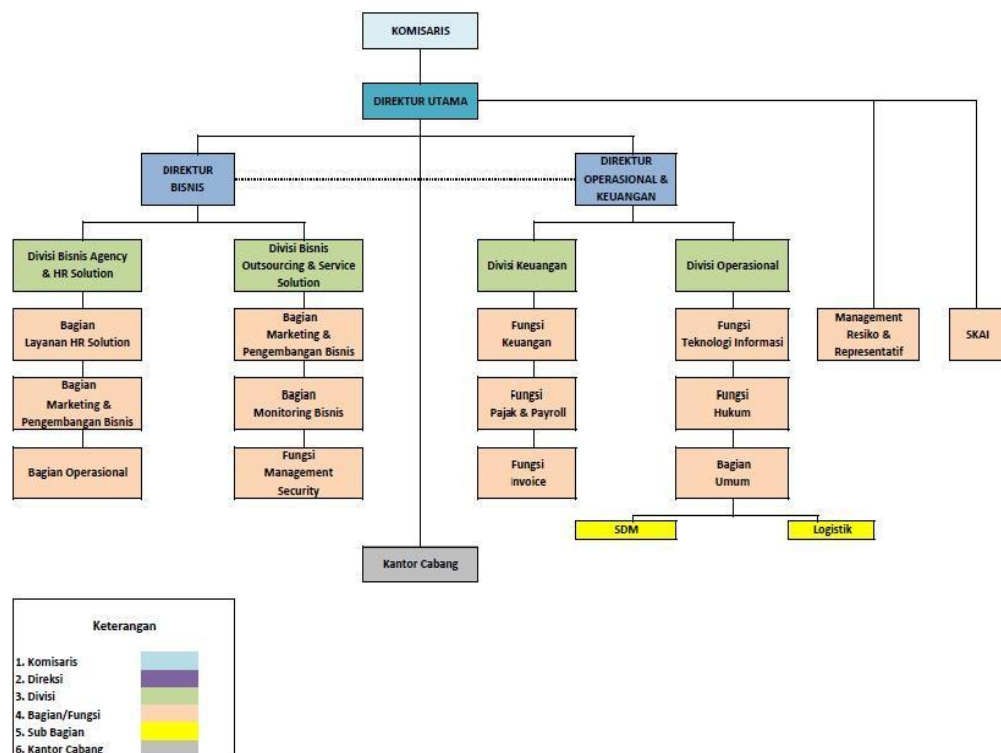 KOMISARIS
DIREKTUR UTAMA
DIREKTUR
BISNIS
DIREKTUR
OPERASIONAL &
KEUANGAN
Divisi Bisnis Agency
& HR Solution
Divisi Bisnis
Outsourcing & Service
Solution
Divisi Keuangan
Divisi Operasional
Bagian
Layanan HR Solution
Bagian
Marketing &
Pengembangan Bisnis
Fungsi
Keuangan
Fungsi
Teknologi Informasi
Management
Resiko &
Representatif
SKAI
Bagian
Marketing &
Pengembangan Bisnis
Bagian
Monitoring Bisnis
Fungsi
Pajak & Payroll
Fungsi
Hukum
Bagian Operasional
Fungsi
Management
Security
Fungsi
Invoice
Bagian
Umum
SDM
Logistik
Kantor Cabang
Keterangan
1. Komisaris
2. Direksi
3. Divisi
4. Bagian/Fungsi
5. Sub Bagian
6. Kantor Cabang